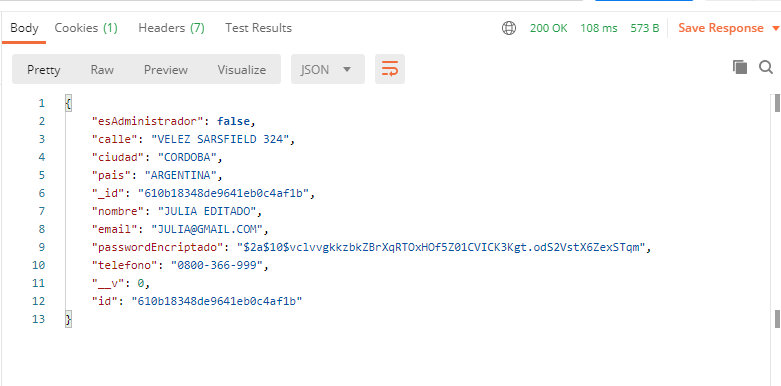 Body Cookies (1) Headers (7) Test Results 200 OK 108 ms 573 B Save Response
Pretty Raw Preview Visualize JSON
1 {
2 "esAdministrador": false,
3 "calle": "VELEZ SARSFIELD 324",
4 "ciudad": "CORDOBA",
5 "pais": "ARGENTINA",
6 "_id": "610b18348de9641eb0c4af1b",
7 "nombre": "JULIA EDITADO",
8 "email": "JULIA@GMAIL.COM",
9 "passwordEncriptado": "$2a$10$vclvvgkkzbkZBrXqRTOxHOf5Z01CVICK3Kgt.odS2VstX6ZexSTqm",
10 "telefono": "0800-366-999",
11 "__v": 0,
12 "id": "610b18348de9641eb0c4af1b"
13 }